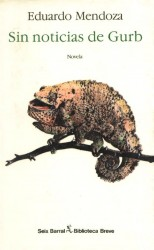 Eduardo Mendoza
Sin noticias de Gurb
Novela
Seix Barral Biblioteca Breve